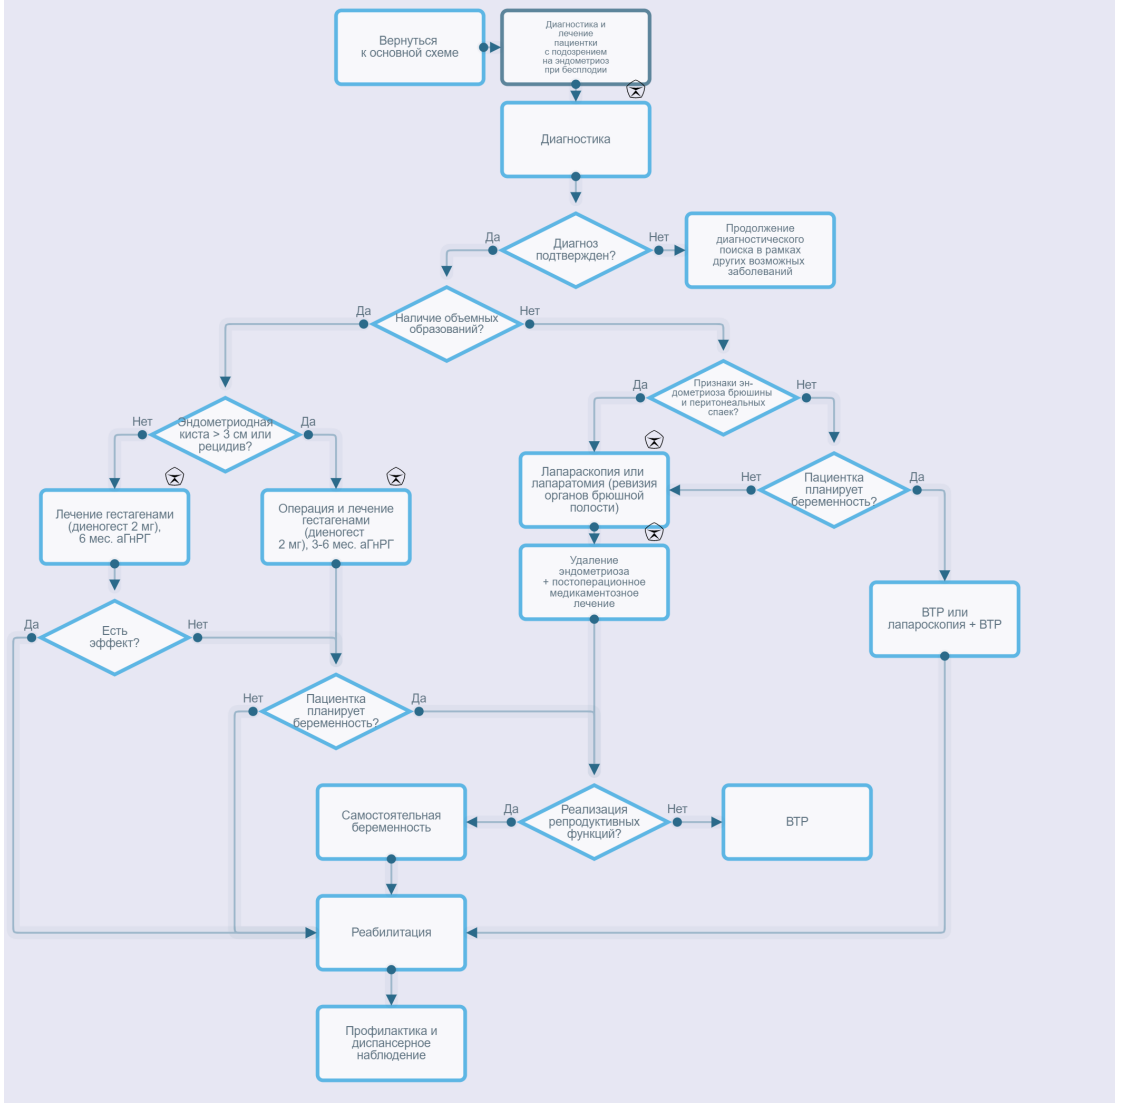 Вернуться
к основной схеме
Диагностика и
лечение
пациентки
с подозрением
на эндометриоз
при бесплодии
Диагностика
Да
Диагноз
подтвержден?
Нет
Продолжение
диагностического
поиска в рамках
других возможных
заболеваний
Да
Наличие объемных
образований?
Нет
Да
Признаки эн-
дометриоза брюшины
и перитонеальных
спаек?
Нет
Нет
Эндометриодная
киста > 3 см или
рецидив?
Да
Лапараскопия или
лапаратомия (ревизия
органов брюшной
полости)
Нет
Пациентка
планирует
беременность?
Да
Лечение гестагенами
(диеногест 2 мг),
6 мес. аГнРГ
Операция и лечение
гестагенами
(диеногест
2 мг), 3-6 мес. аГнРГ
Удаление
эндометриоза
+ постоперационное
медикаментозное
лечение
ВТР или
лапароскопия + ВТР
Да
Есть
эффект?
Нет
Нет
Пациентка
планирует
беременность?
Да
Самостоятельная
беременность
Да
Реализация
репродуктивных
функций?
Нет
ВТР
Реабилитация
Профилактика и
диспансерное
наблюдение